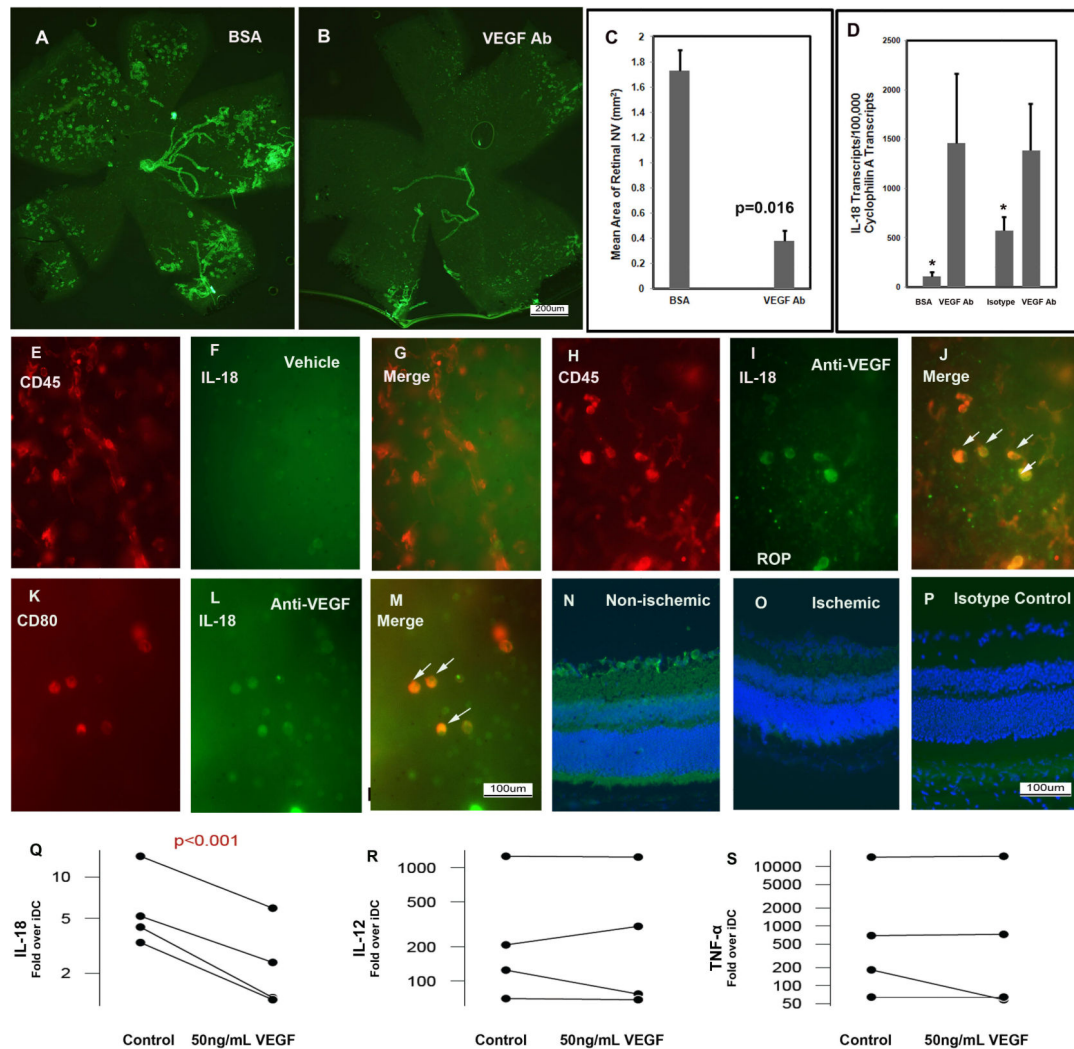 A
BSA
B
VEGF Ab
200um
C
Mean Area of Retinal NV (mm²)
2
1.8
1.6
1.4
1.2
1
0.8
0.6
0.4
0.2
0
p=0.016
BSA
VEGF Ab
D
IL-18 Transcripts/100,000
Cyclophilin A Transcripts
2500
2000
1500
1000
500
0
*
*
BSA
VEGF Ab
Isotype
VEGF Ab
E
CD45
F
Vehicle
IL-18
G
Merge
H
CD45
I
Anti-VEGF
IL-18
ROP
J
Merge
K
CD80
L
Anti-VEGF
IL-18
M
Merge
100um
N
Non-ischemic
O
Ischemic
P
Isotype Control
100um
Q
p<0.001
IL-18
Fold over iDC
10
5
2
Control
50ng/mL VEGF
R
IL-12
Fold over iDC
1000
200
100
Control
50ng/mL VEGF
S
TNF-α
Fold over iDC
10000
5000
1000
500
200
100
50
Control
50ng/mL VEGF